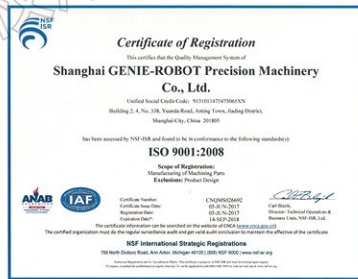 NSF
ISR
Certificate of Registration
This certifies that the Quality Management System of
Shanghai GENIE-ROBOT Precision Machinery
Co., Ltd.
Unified Social Credit Code:
Building 2, 4, No. 338, Yuanda Road, Anting Town, Jiading District,
Shanghai City, China 201805
has been assessed by NSF-ISR and found to be in conformance to the following standard(s):
ISO 9001:2008
Scope of Registration:
Manufacturing of Machining Parts
Exclusions: Product Design
ANAB
IAF
Certificate Number: CNQMS026692
Certificate Issue Date: 05-JUN-2017
Registration Date: 05-JUN-2017
Expiration Date*: 14-SEP-2018
Carl Blazik,
Director- Technical Operations &
Business Units, NSF-ISR, Ltd.
The certificate information can be searched on the website of CNCA (www.cnca.gov.cn).
The certified organization must do the regular surveillance audit and get valid audit conclusion to maintain the effective of the certificate
NSF International Strategic Registrations
789 North Dixboro Road, Ann Arbor, Michigan 48105 | (888) NSF-9000 | www.nsf-isr.org